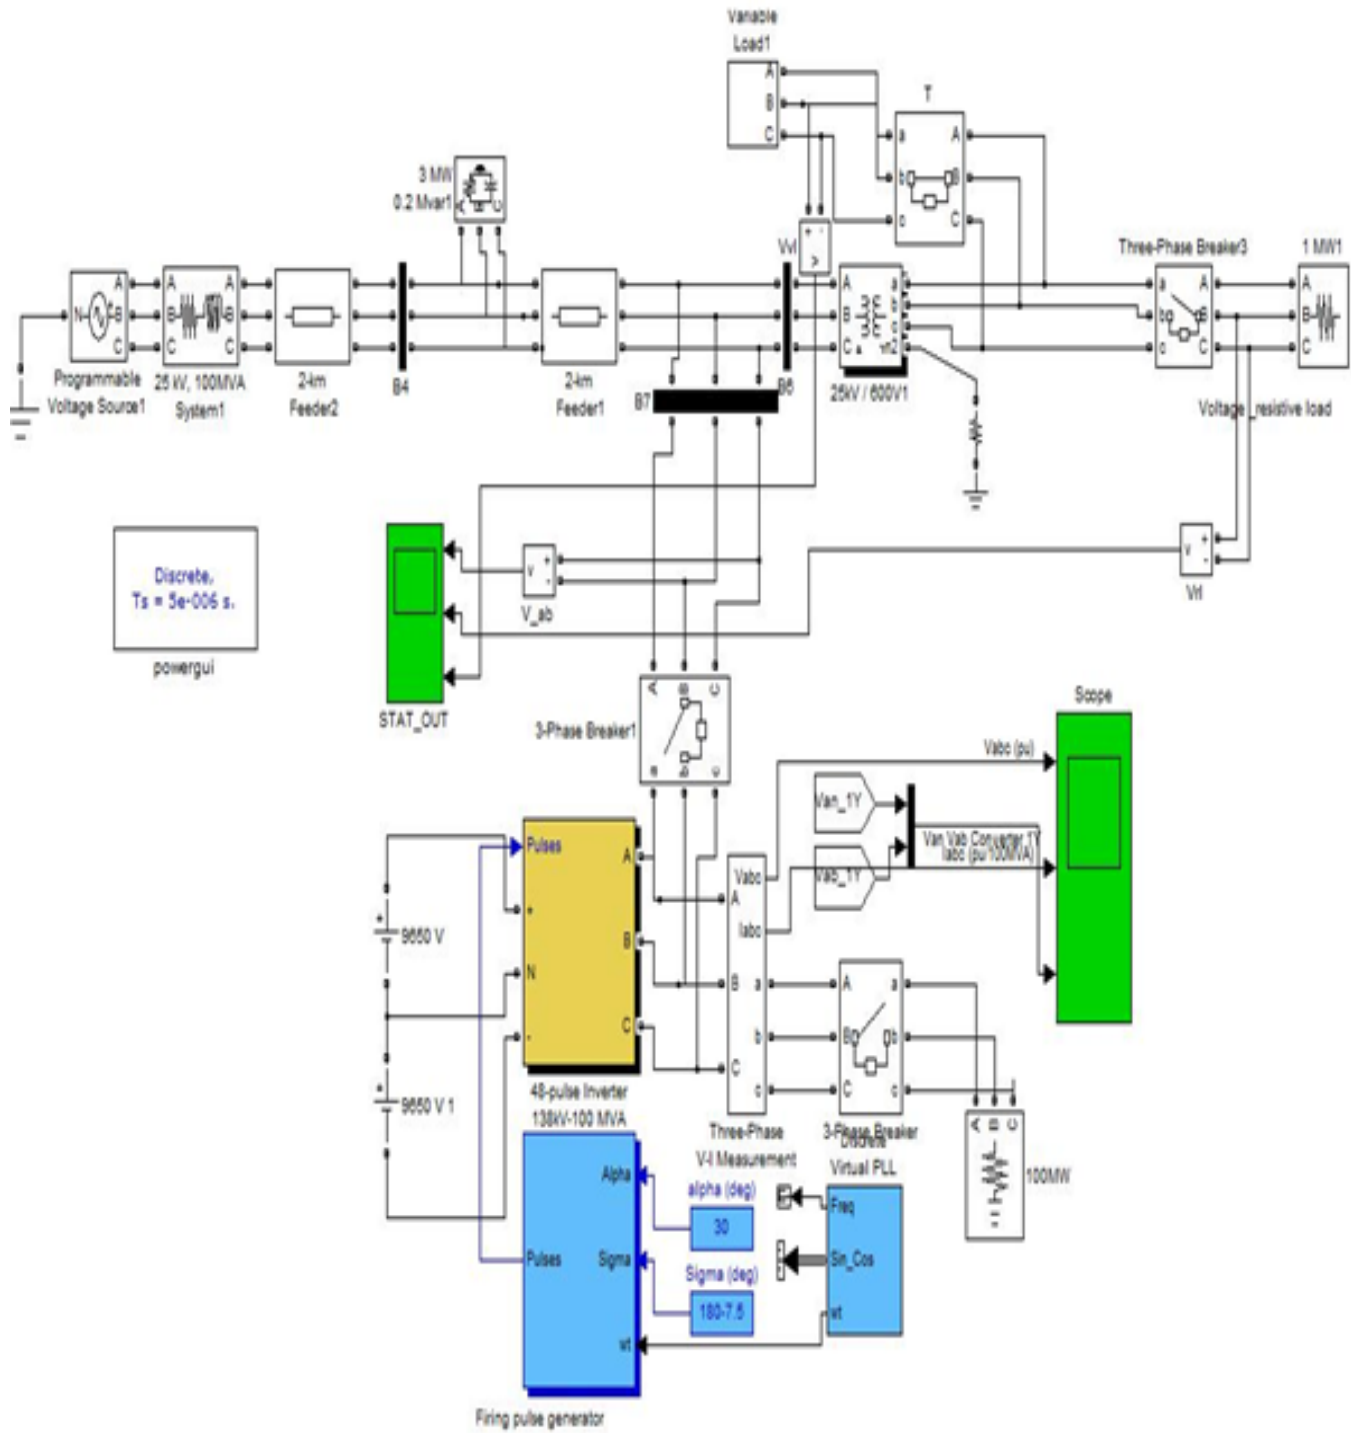 Variable
Load1
A
B
C
T
a
A
b
B
c
C
3 MW
0.2 Mvar1
A B C
Vvl
+ -
v
Three-Phase Breaker3
1 MW1
N
A
B
C
A A
B B
C C
A a
B b
C c
n2
a A
b B
c C
A
B
C
Programmable
Voltage Source1
25 kV, 100MVA
System1
2-km
Feeder2
B4
2-km
Feeder1
B7
B6
25kV / 600V1
Voltage_resistive load
Discrete,
Ts = 5e-006 s.
powergui
v
+
-
V_ab
v
+
-
Vrl
STAT_OUT
A B C
3-Phase Breaker1
a b c
Scope
Vabc (pu)
Van_1Y
Van Vab Converter 1Y
Iabc (pu/100MVA)
Vab_1Y
Pulses
A
+
B
N
C
-
+
9650 V
+
9650 V 1
48-pulse Inverter
138kV-100 MVA
Vabc
A
Iabc
B a
b
C
c
Three-Phase
V-I Measurement
A a
B b
C c
3-Phase Breaker
A B C
100MW
Discrete
Virtual PLL
Freq
Sin_Cos
wt
alpha (deg)
30
Sigma (deg)
180-7.5
Alpha
Pulses
Sigma
wt
Firing pulse generator